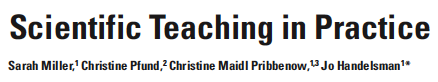 Scientific Teaching in Practice
Sarah Miller,¹ Christine Pfund,² Christine Maidl Pribbenow,¹,³ Jo Handelsman¹*